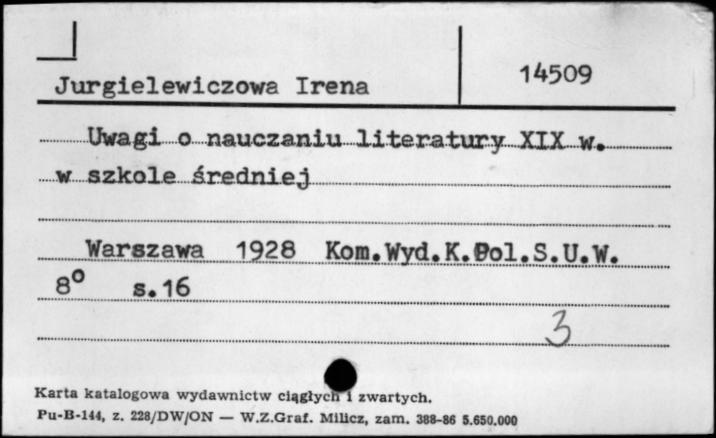 Jurgielewiczowa Irena
14509
Uwagi o nauczaniu literatury XIX w.
w szkole średniej
Warszawa 1928 Kom.Wyd.K.Pol.S.U.W.
8° s.16
3
Karta katalogowa wydawnictw ciągłych i zwartych.
Pu-B-144, z. 228/DW/ON — W.Z.Graf. Milicz, zam. 388-86 5.650.000